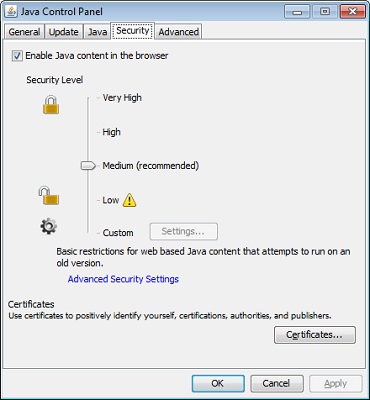 Java Control Panel
General Update Java Security Advanced
Enable Java content in the browser
Security Level
Very High
High
Medium (recommended)
Low
Custom Settings...
Basic restrictions for web based Java content that attempts to run on an
old version.
Advanced Security Settings
Certificates
Use certificates to positively identify yourself, certifications, authorities, and publishers.
Certificates...
OK Cancel Apply